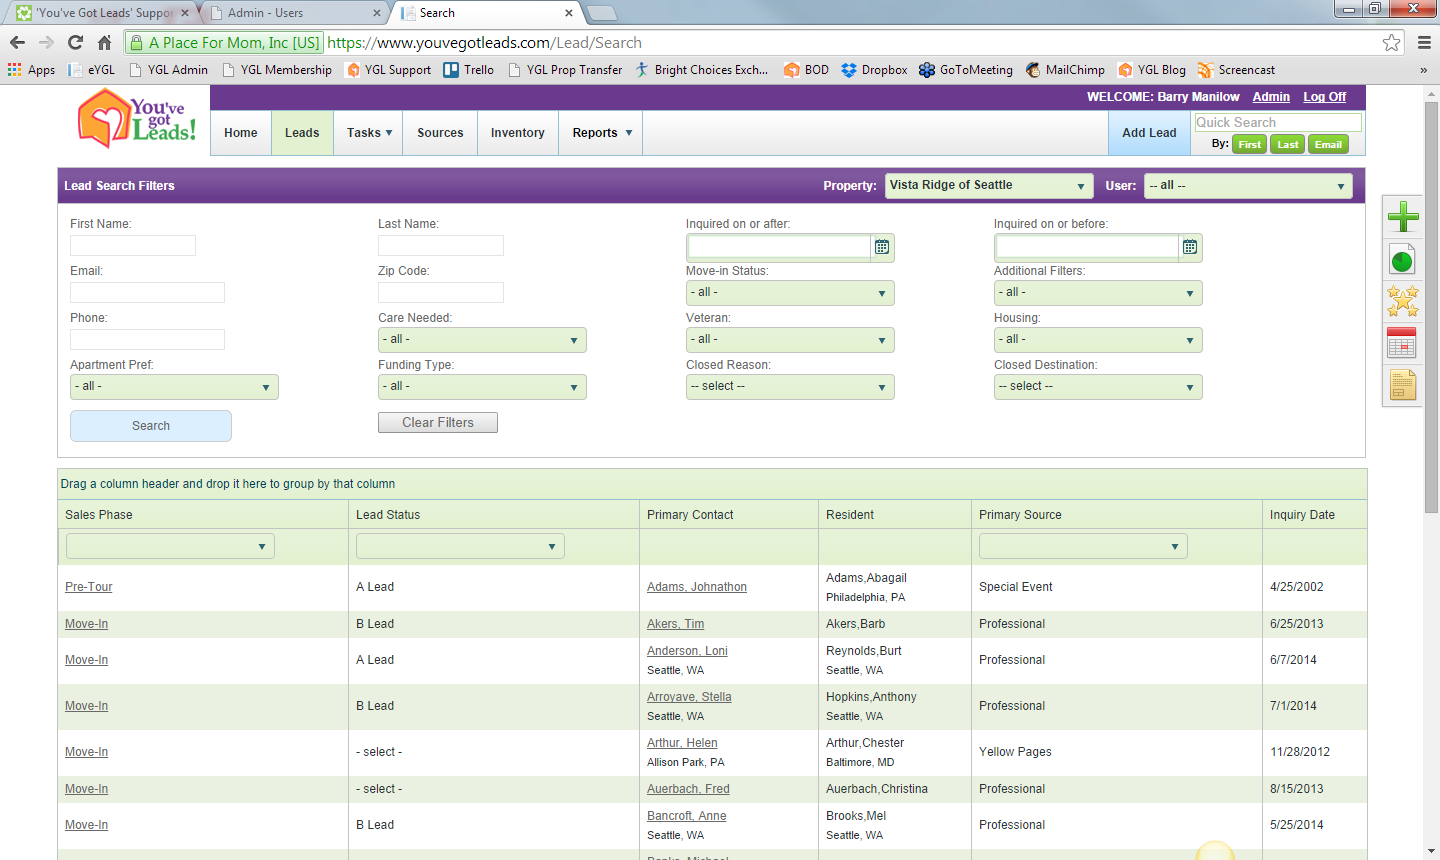 'You've Got Leads' Suppo
Admin - Users
Search
A Place For Mom, Inc [US]
https://www.youvegotleads.com/Lead/Search
Apps
eYGL
YGL Admin
YGL Membership
YGL Support
Trello
YGL Prop Transfer
Bright Choices Exch...
BOD
Dropbox
GoToMeeting
MailChimp
YGL Blog
Screencast
»
You've got Leads!
WELCOME: Barry Manilow Admin Log Off
Home
Leads
Tasks
Sources
Inventory
Reports
Add Lead
Quick Search
By: First Last Email
Lead Search Filters
Property: Vista Ridge of Seattle
User: -- all --
First Name:
Last Name:
Inquired on or after:
Inquired on or before:
Email:
Zip Code:
Move-in Status:
- all -
Additional Filters:
- all -
Phone:
Care Needed:
- all -
Veteran:
- all -
Housing:
- all -
Apartment Pref:
- all -
Funding Type:
- all -
Closed Reason:
-- select --
Closed Destination:
-- select --
Search
Clear Filters
Drag a column header and drop it here to group by that column
Sales Phase Lead Status Primary Contact Resident Primary Source Inquiry Date
Pre-Tour A Lead Adams, Johnathon Adams,Abagail Special Event 4/25/2002
Philadelphia, PA
Move-In B Lead Akers, Tim Akers,Barb Professional 6/25/2013
Move-In A Lead Anderson, Loni Reynolds,Burt Professional 6/7/2014
Seattle, WA Seattle, WA
Move-In B Lead Arroyave, Stella Hopkins,Anthony Professional 7/1/2014
Seattle, WA Seattle, WA
Move-In - select - Arthur, Helen Arthur,Chester Yellow Pages 11/28/2012
Allison Park, PA Baltimore, MD
Move-In - select - Auerbach, Fred Auerbach,Christina Professional 8/15/2013
Move-In B Lead Bancroft, Anne Brooks,Mel Professional 5/25/2014
Seattle, WA Seattle, WA